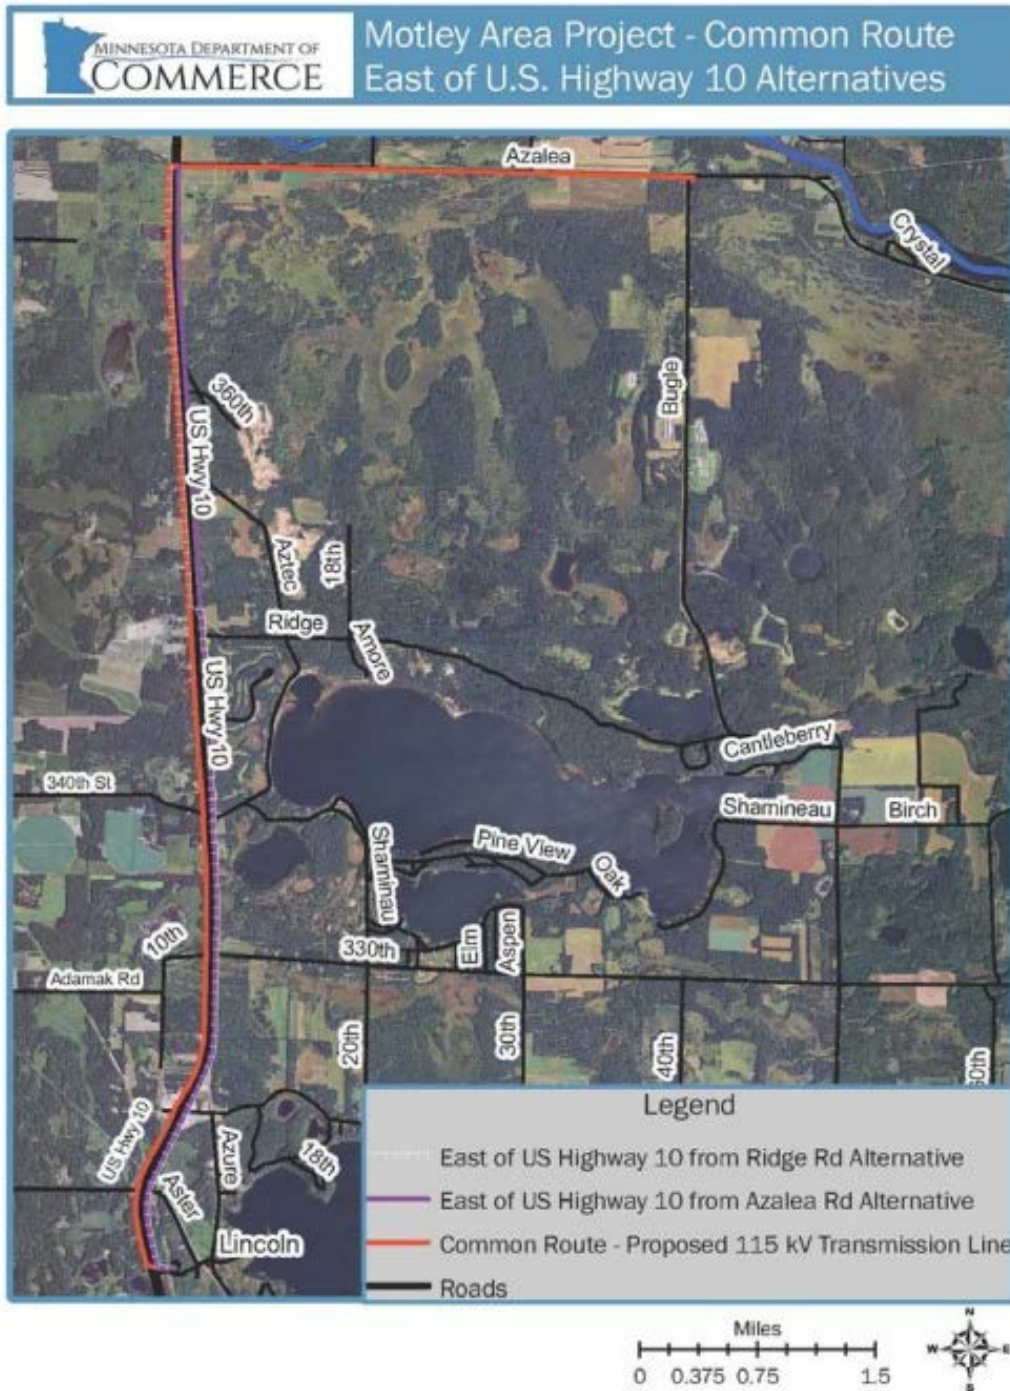 MINNESOTA DEPARTMENT OF
COMMERCE
Motley Area Project - Common Route
East of U.S. Highway 10 Alternatives
Azalea
Crystal
360th
Bugle
US Hwy 10
Aztec
18th
Ridge
Amore
US Hwy 10
Cantleberry
340th St
Shamineau
Birch
Shaminau
Pine View
Oak
10th
330th
Elm
Aspen
Adamak Rd
20th
30th
40th
US Hwy 10
Azure
18th
Aster
Lincoln
Legend
East of US Highway 10 from Ridge Rd Alternative
East of US Highway 10 from Azalea Rd Alternative
Common Route - Proposed 115 kV Transmission Line
Roads
Miles
0 0.375 0.75 1.5
N
W E
S